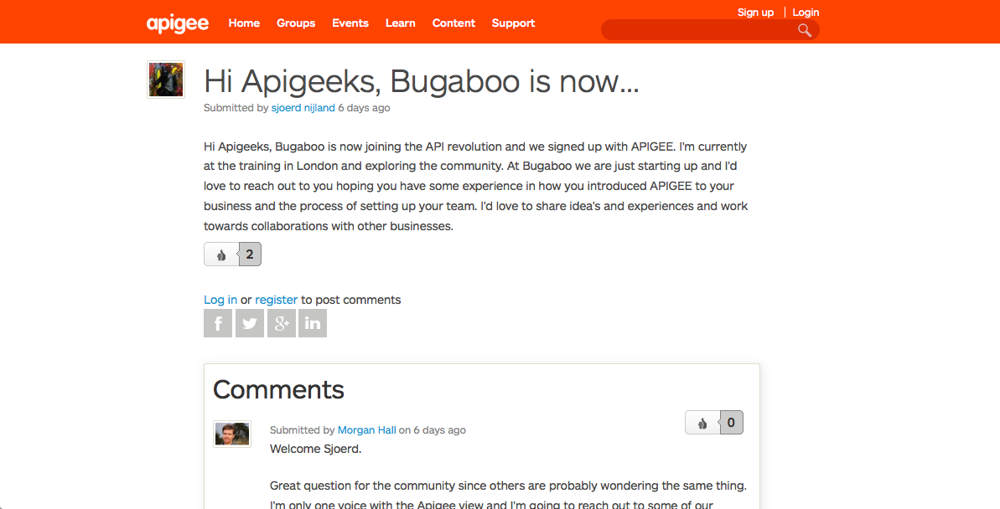 Sign up | Login
apigee Home Groups Events Learn Content Support
Hi Apigeeks, Bugaboo is now...
Submitted by sjoerd nijland 6 days ago
Hi Apigeeks, Bugaboo is now joining the API revolution and we signed up with APIGEE. I'm currently
at the training in London and exploring the community. At Bugaboo we are just starting up and I'd
love to reach out to you hoping you have some experience in how you introduced APIGEE to your
business and the process of setting up your team. I'd love to share idea's and experiences and work
towards collaborations with other businesses.
2
Log in or register to post comments
f g+ in
Comments
0
Submitted by Morgan Hall on 6 days ago
Welcome Sjoerd.
Great question for the community since others are probably wondering the same thing.
I'm only one voice with the Apigee view and I'm going to reach out to some of our